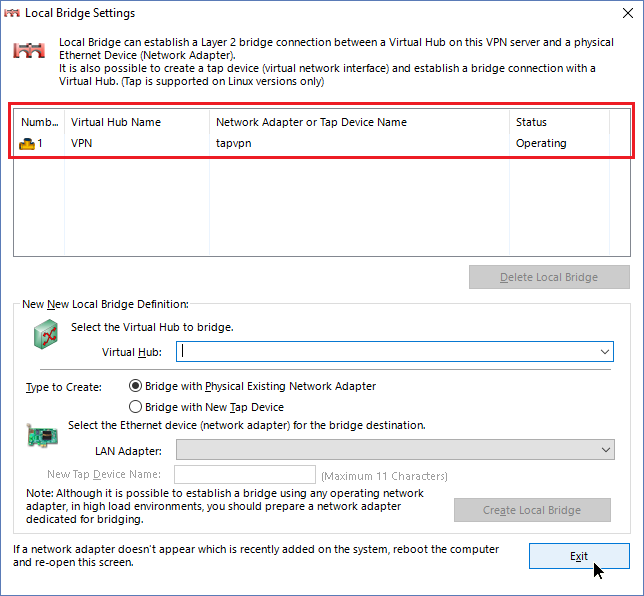 Local Bridge Settings
Local Bridge can establish a Layer 2 bridge connection between a Virtual Hub on this VPN server and a physical
Ethernet Device (Network Adapter).
It is also possible to create a tap device (virtual network interface) and establish a bridge connection with a
Virtual Hub. (Tap is supported on Linux versions only)
Numb... Virtual Hub Name Network Adapter or Tap Device Name Status
1 VPN tapvpn Operating
Delete Local Bridge
New New Local Bridge Definition:
Select the Virtual Hub to bridge.
Virtual Hub:
Type to Create: Bridge with Physical Existing Network Adapter
Bridge with New Tap Device
Select the Ethernet device (network adapter) for the bridge destination.
LAN Adapter:
New Tap Device Name: (Maximum 11 Characters)
Note: Although it is possible to establish a bridge using any operating network
adapter, in high load environments, you should prepare a network adapter
dedicated for bridging.
Create Local Bridge
If a network adapter doesn't appear which is recently added on the system, reboot the computer
and re-open this screen.
Exit